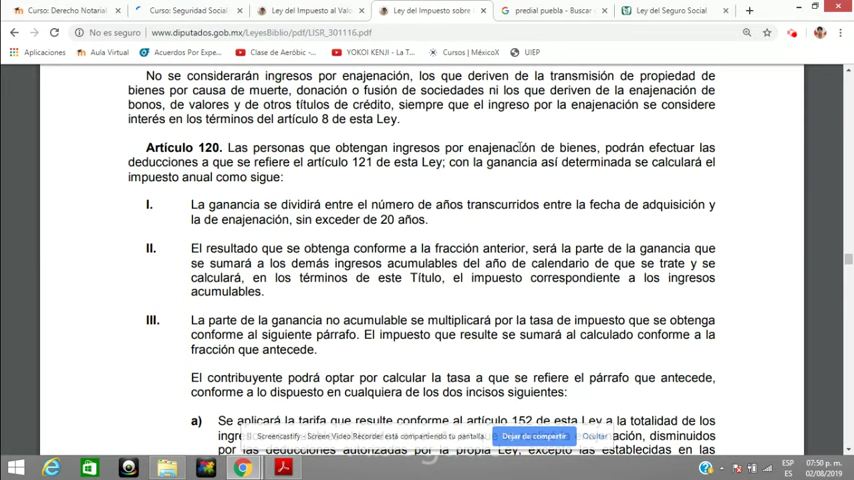 Curso: Derecho Notarial
Curso: Seguridad Social
Ley del Impuesto al Valo
Ley del Impuesto sobre
predial puebla - Buscar
Ley del Seguro Social
No es seguro | www.diputados.gob.mx/LeyesBiblio/pdf/LISR_301116.pdf
Aplicaciones
Aula Virtual
Acuerdos Por Expe...
Clase de Aeróbic -...
YOKOI KENJI - La T...
Cursos |MéxicoX
UIEP
No se considerarán ingresos por enajenación, los que deriven de la transmisión de propiedad de
bienes por causa de muerte, donación o fusión de sociedades ni los que deriven de la enajenación de
bonos, de valores y de otros títulos de crédito, siempre que el ingreso por la enajenación se considere
interés en los términos del artículo 8 de esta Ley.
Artículo 120. Las personas que obtengan ingresos por enajenación de bienes, podrán efectuar las
deducciones a que se refiere el artículo 121 de esta Ley; con la ganancia así determinada se calculará el
impuesto anual como sigue:
I. La ganancia se dividirá entre el número de años transcurridos entre la fecha de adquisición y
la de enajenación, sin exceder de 20 años.
II. El resultado que se obtenga conforme a la fracción anterior, será la parte de la ganancia que
se sumará a los demás ingresos acumulables del año de calendario de que se trate y se
calculará, en los términos de este Título, el impuesto correspondiente a los ingresos
acumulables.
III. La parte de la ganancia no acumulable se multiplicará por la tasa de impuesto que se obtenga
conforme al siguiente párrafo. El impuesto que resulte se sumará al calculado conforme a la
fracción que antecede.
El contribuyente podrá optar por calcular la tasa a que se refiere el párrafo que antecede,
conforme a lo dispuesto en cualquiera de los dos incisos siguientes:
a) Se aplicará la tarifa que resulte conforme al artículo 152 de esta Ley a la totalidad de los
ingre
nación, disminuidos
por las deducciones autorizadas por la propia Ley, excepto las establecidas en las
Screencastify - Screen Video Recorder está compartiendo tu pantalla.
Dejar de compartir
Ocultar
ESP
ES
07:50 p. m.
02/08/2019